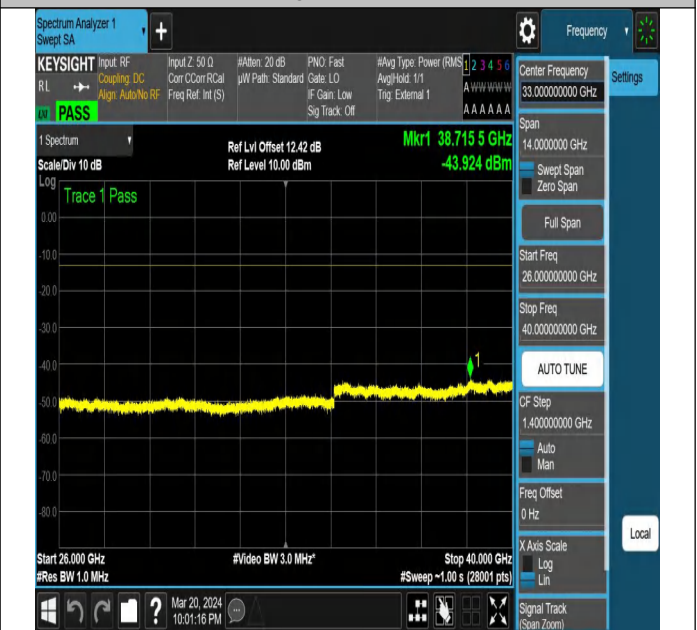 Spectrum Analyzer 1
Swept SA
+
Frequency
KEYSIGHT
RL
PASS
Input: RF
Coupling: DC
Align: Auto/No RF
Input Z: 50 Ω
Corr CCorr RCal
Freq Ref: Int (S)
#Atten: 20 dB
µW Path: Standard
PNO: Fast
Gate: LO
IF Gain: Low
Sig Track: Off
#Avg Type: Power (RMS
Avg|Hold: 1/1
Trig: External 1
1 2 3 4 5 6
A W W W W W
A A A A A A
1 Spectrum
Scale/Div 10 dB
Ref Lvl Offset 12.42 dB
Ref Level 10.00 dBm
Mkr1 38.715 5 GHz
-43.924 dBm
Log
Trace 1 Pass
0.00
-10.0
-20.0
-30.0
-40.0
-50.0
-60.0
-70.0
-80.0
1
Start 26.000 GHz
#Res BW 1.0 MHz
#Video BW 3.0 MHz*
Stop 40.000 GHz
#Sweep ~1.00 s (28001 pts)
Center Frequency
33.000000000 GHz
Settings
Span
14.0000000 GHz
Swept Span
Zero Span
Full Span
Start Freq
26.000000000 GHz
Stop Freq
40.000000000 GHz
AUTO TUNE
CF Step
1.400000000 GHz
Auto
Man
Freq Offset
0 Hz
X Axis Scale
Log
Lin
Signal Track
(Span Zoom)
Local
?
Mar 20, 2024
10:01:16 PM